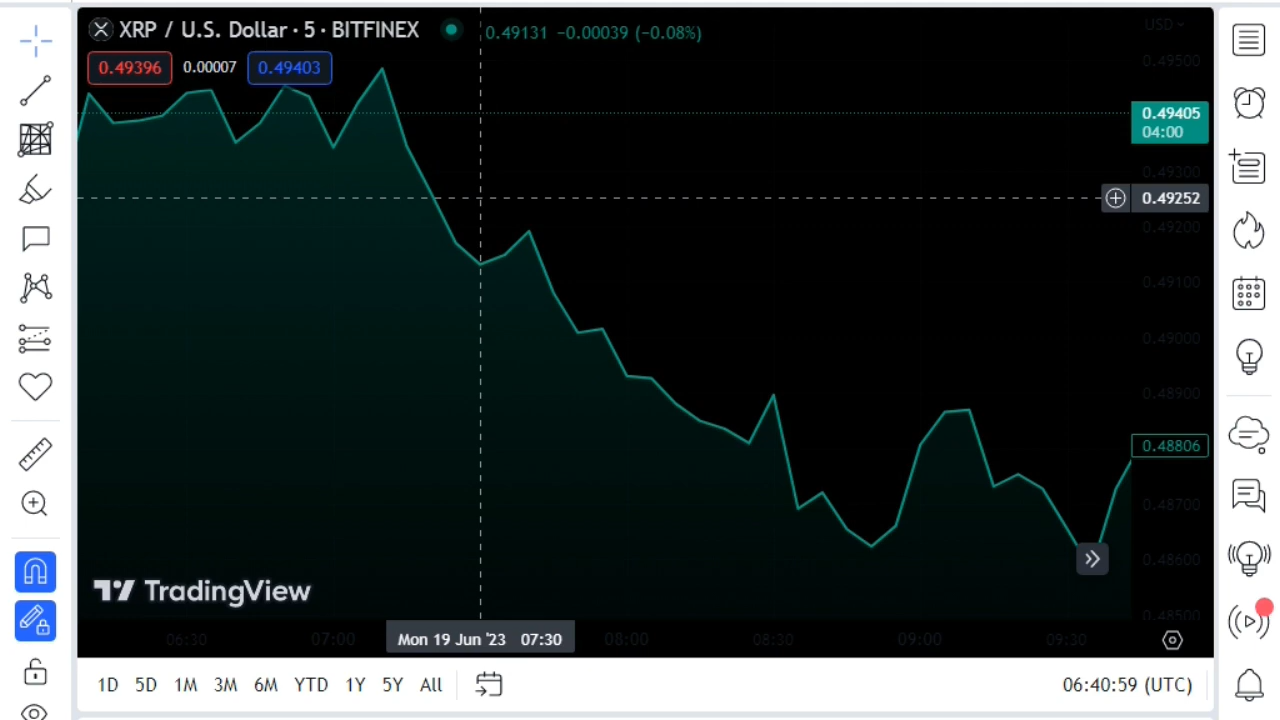 XRP / U.S. Dollar · 5 · BITFINEX
0.49131 −0.00039 (−0.08%)
USD
0.49396 0.00007 0.49403
0.49500
0.49405
04:00
0.49300
0.49252
0.49200
0.49100
0.49000
0.48900
0.48806
0.48700
0.48600
0.48500
TradingView
06:30 07:00 Mon 19 Jun '23 07:30 08:00 08:30 09:00 09:30
1D 5D 1M 3M 6M YTD 1Y 5Y All
06:40:59 (UTC)